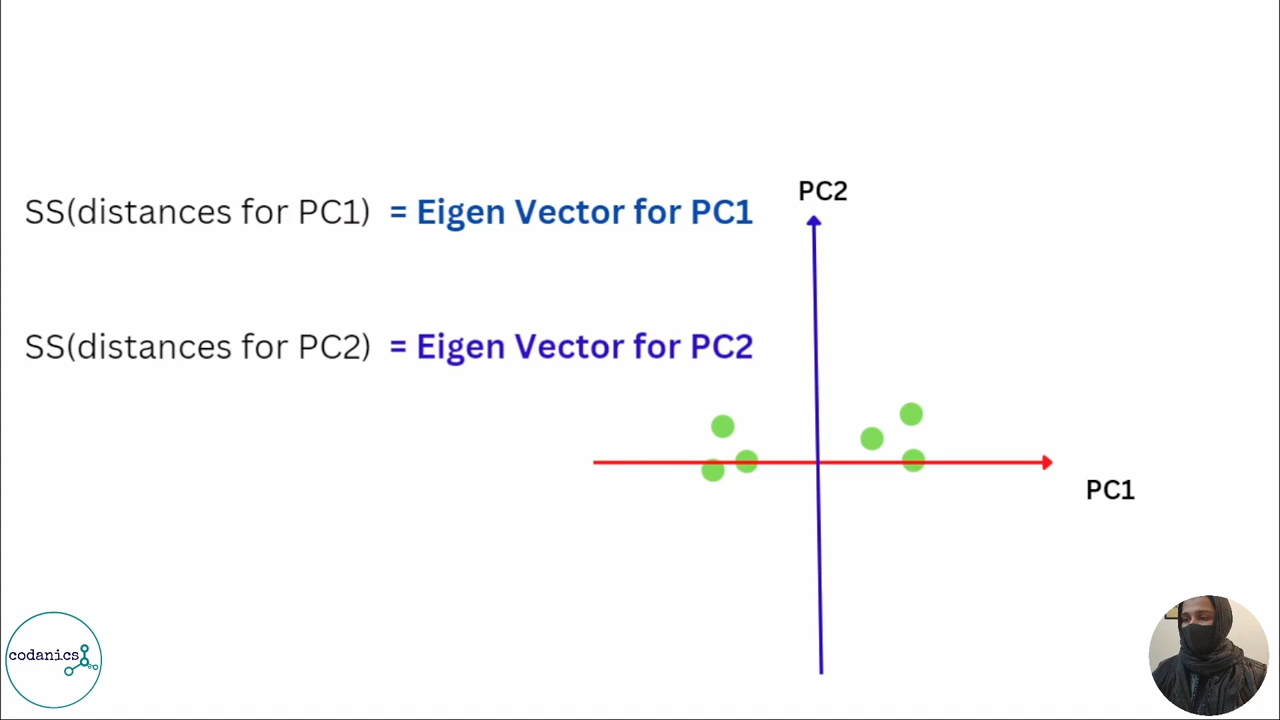 PC2
SS(distances for PC1) = Eigen Vector for PC1
SS(distances for PC2) = Eigen Vector for PC2
PC1
codanics